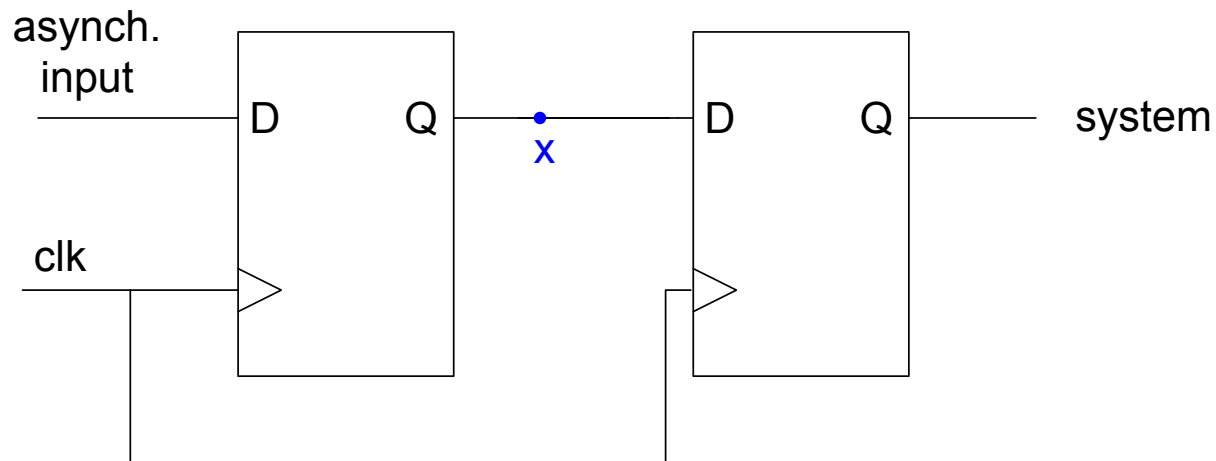 asynch.
input
D Q x D Q system
clk